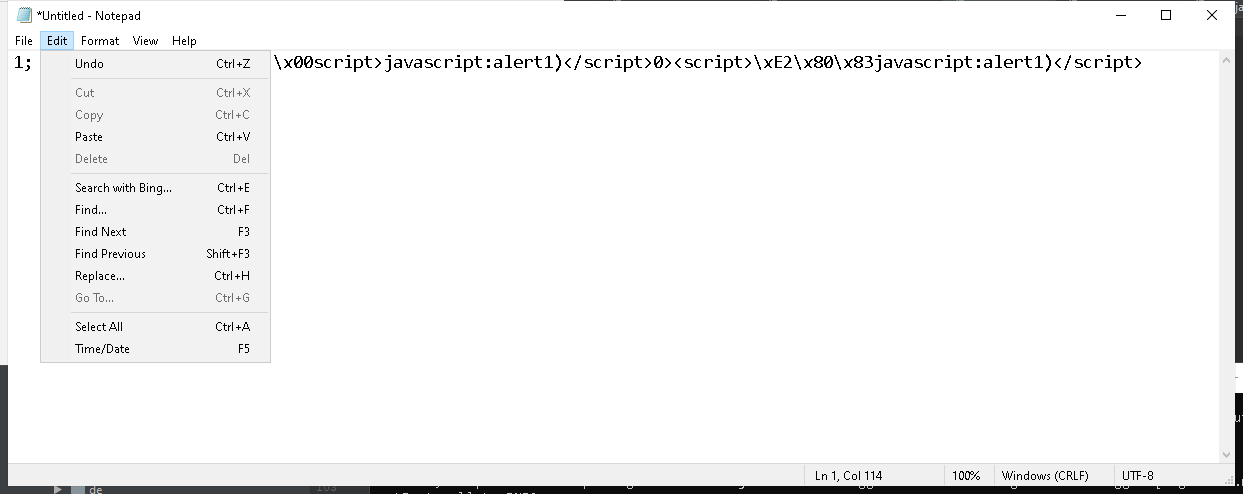 *Untitled - Notepad
File Edit Format View Help
1; \x00script>javascript:alert1)</script>0><script>\xE2\x80\x83javascript:alert1)</script>
Undo Ctrl+Z
Cut Ctrl+X
Copy Ctrl+C
Paste Ctrl+V
Delete Del
Search with Bing... Ctrl+E
Find... Ctrl+F
Find Next F3
Find Previous Shift+F3
Replace... Ctrl+H
Go To... Ctrl+G
Select All Ctrl+A
Time/Date F5
Ln 1, Col 114 100% Windows (CRLF) UTF-8
de